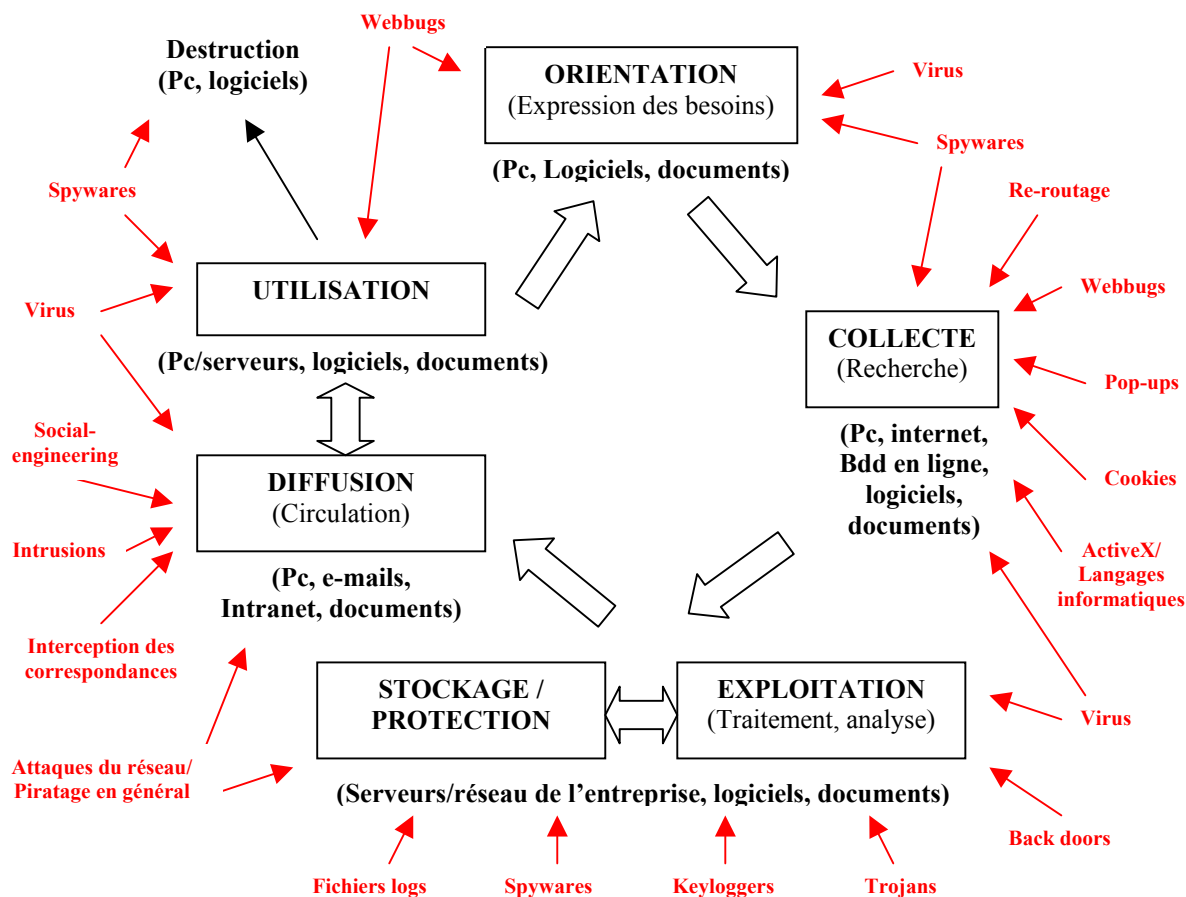 Webbugs
Destruction
(Pc, logiciels)
ORIENTATION
(Expression des besoins)
Virus
(Pc, Logiciels, documents)
Spywares
Spywares
Re-routage
UTILISATION
Webbugs
Virus
(Pc/serveurs, logiciels, documents)
COLLECTE
(Recherche)
Pop-ups
Social-
engineering
(Pc, internet,
Bdd en ligne,
logiciels,
documents)
DIFFUSION
(Circulation)
Cookies
Intrusions
ActiveX/
Langages
informatiques
(Pc, e-mails,
Intranet, documents)
Interception des
correspondances
STOCKAGE /
PROTECTION
EXPLOITATION
(Traitement, analyse)
Virus
Attaques du réseau/
Piratage en général
(Serveurs/réseau de l’entreprise, logiciels, documents)
Back doors
Fichiers logs
Spywares
Keyloggers
Trojans